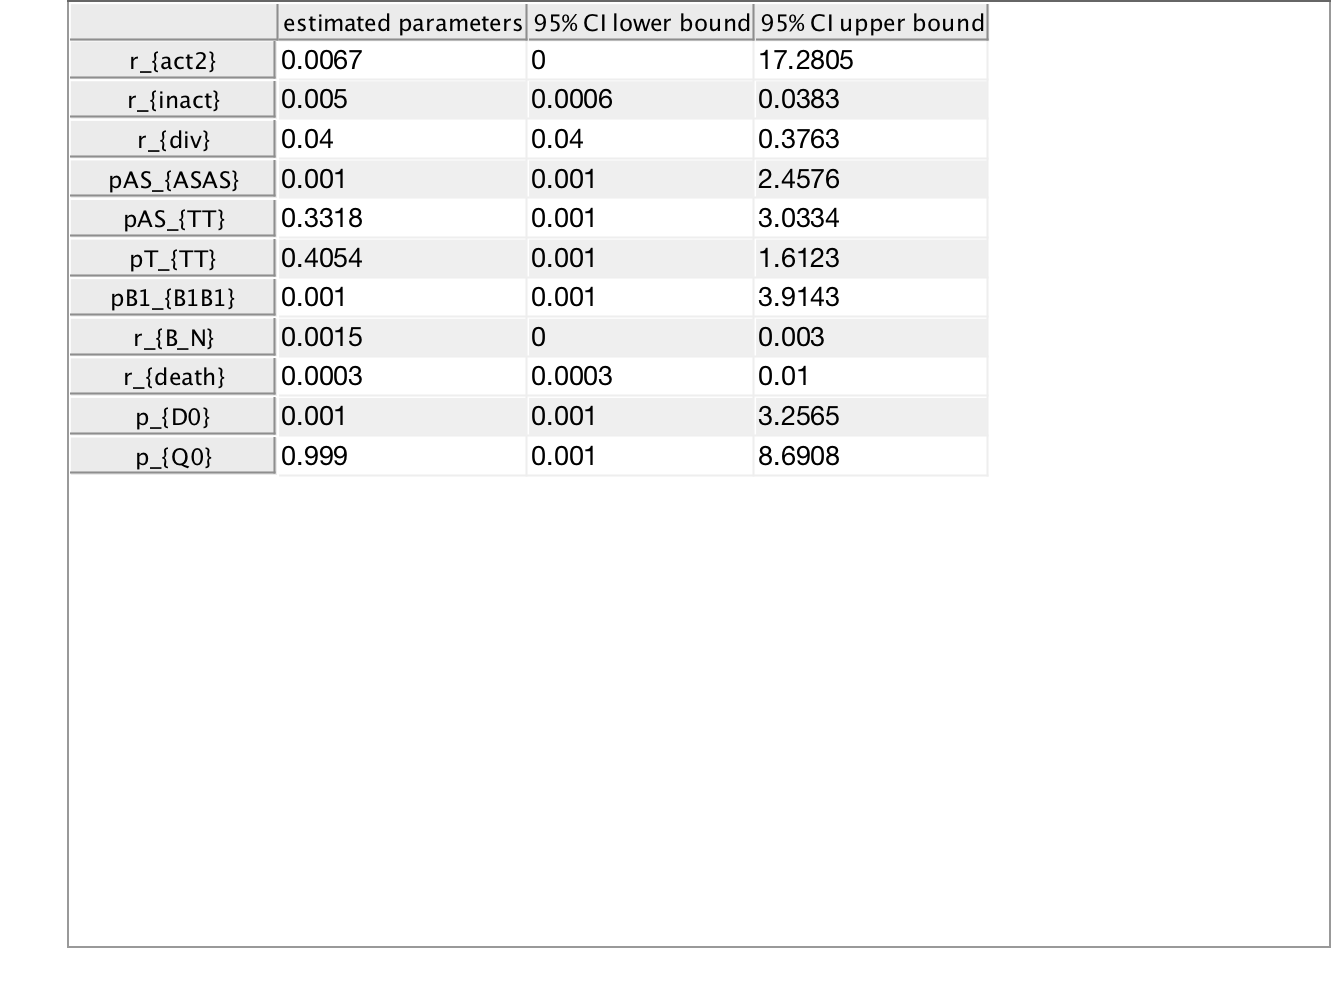 estimated parameters 95% CI lower bound 95% CI upper bound
r_{act2} 0.0067 0 17.2805
r_{inact} 0.005 0.0006 0.0383
r_{div} 0.04 0.04 0.3763
pAS_{ASAS} 0.001 0.001 2.4576
pAS_{TT} 0.3318 0.001 3.0334
pT_{TT} 0.4054 0.001 1.6123
pB1_{B1B1} 0.001 0.001 3.9143
r_{B_N} 0.0015 0 0.003
r_{death} 0.0003 0.0003 0.01
p_{D0} 0.001 0.001 3.2565
p_{Q0} 0.999 0.001 8.6908